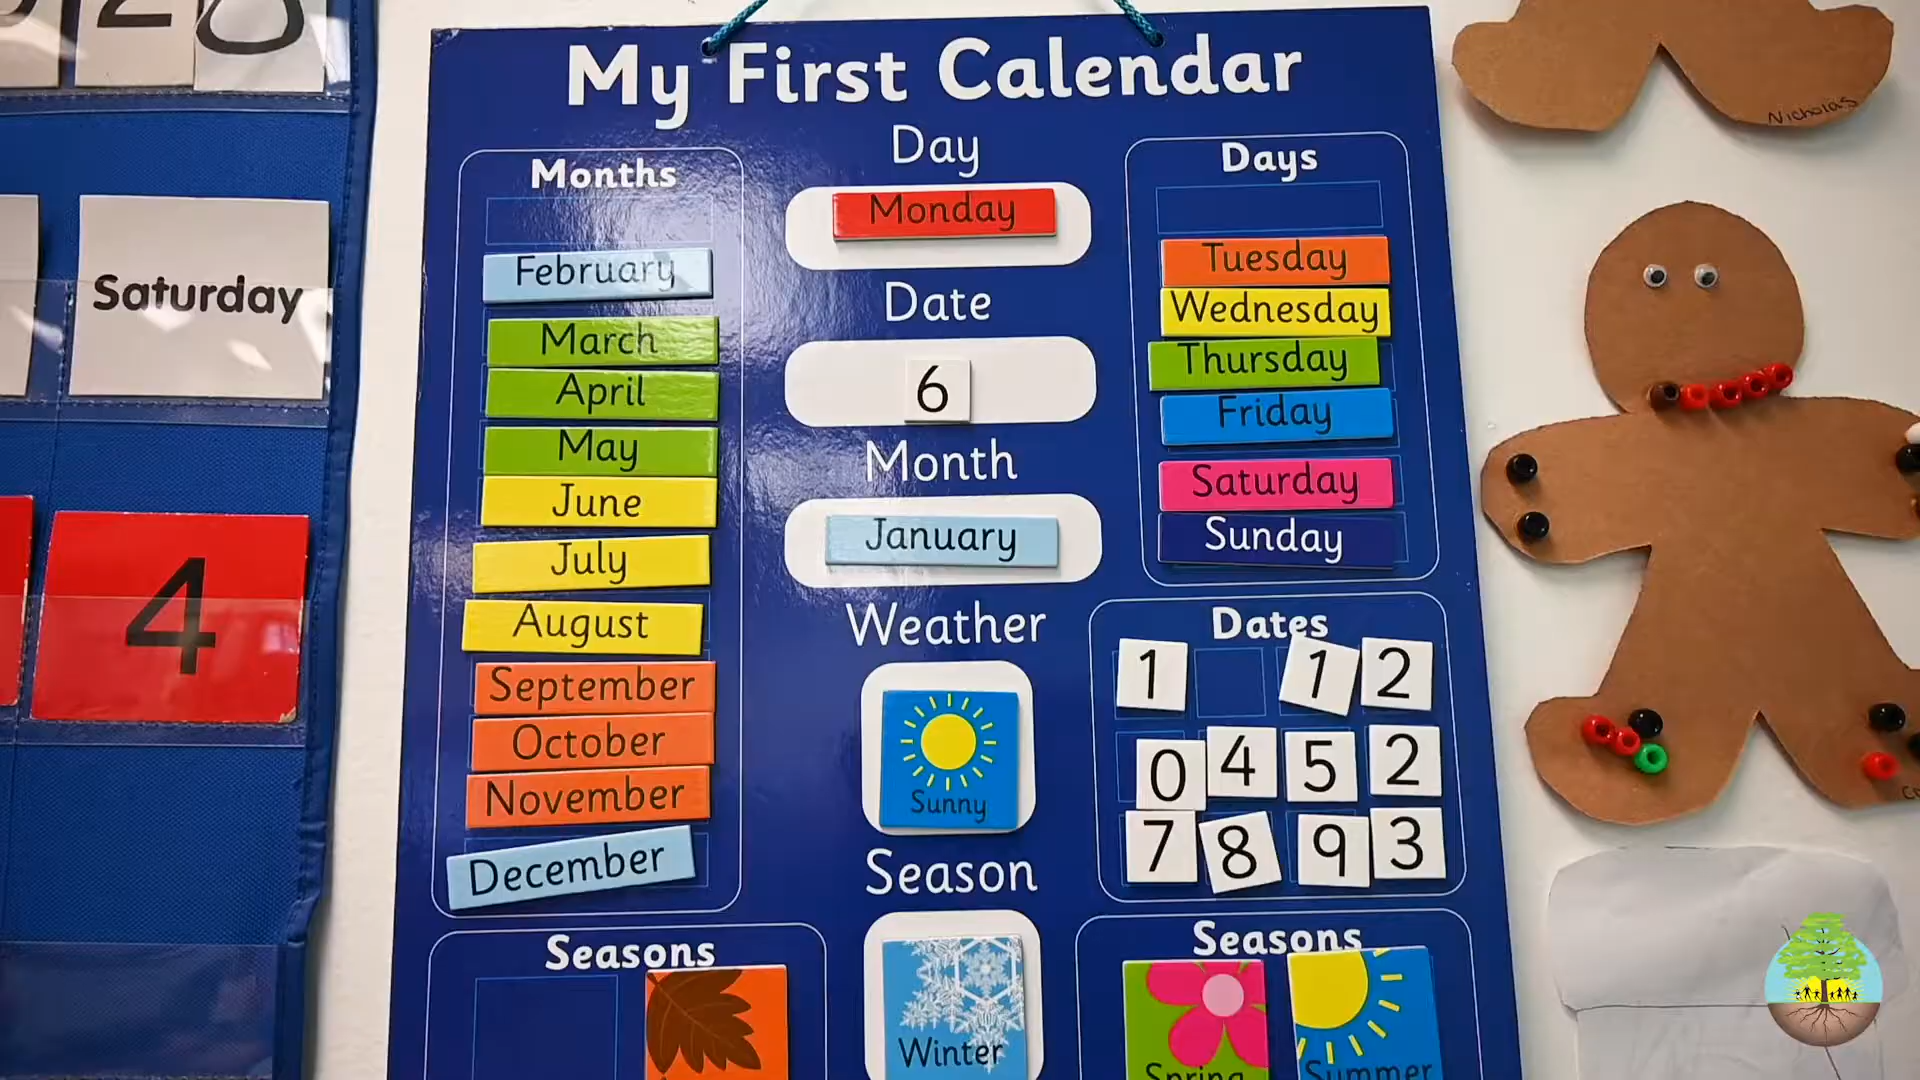 My First Calendar
Saturday
4
Months
February
March
April
May
June
July
August
September
October
November
December
Day
Monday
Date
6
Month
January
Weather
Sunny
Season
Winter
Days
Tuesday
Wednesday
Thursday
Friday
Saturday
Sunday
Dates
1 1 2
0 4 5 2
7 8 9 3
Seasons
Seasons
Spring
Summer
Nicholas